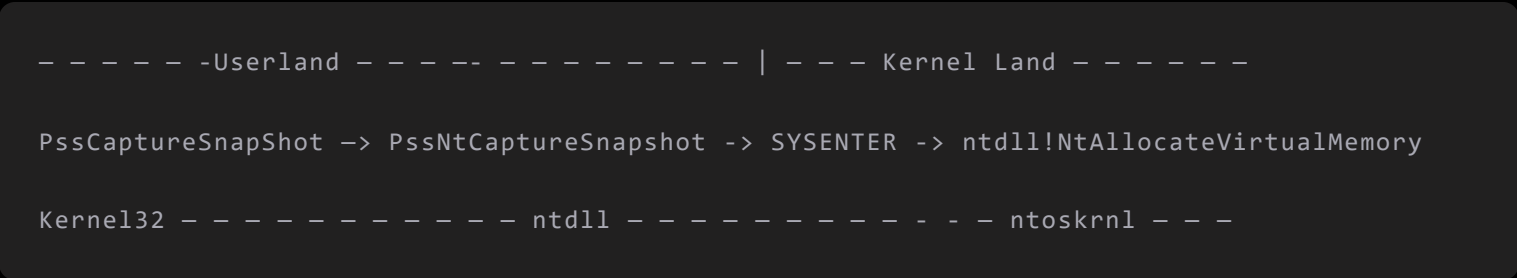 — — — — — -Userland — — — —- — — — — — — — — | — — — Kernel Land — — — — — —
PssCaptureSnapShot —> PssNtCaptureSnapshot -> SYSENTER -> ntdll!NtAllocateVirtualMemory
Kernel32 — — — — — — — — — — — ntdll — — — — — — — — — - - — ntoskrnl — — —